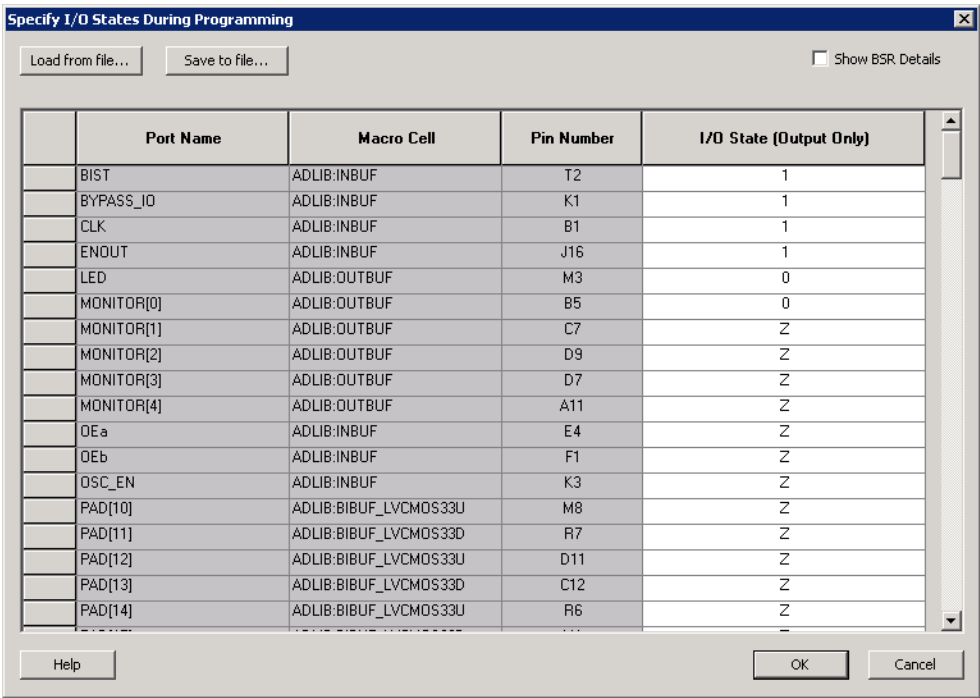 Specify I/O States During Programming
Load from file... Save to file... Show BSR Details
Port Name Macro Cell Pin Number I/O State (Output Only)
BIST ADLIB:INBUF T2 1
BYPASS_IO ADLIB:INBUF K1 1
CLK ADLIB:INBUF B1 1
ENOUT ADLIB:INBUF J16 1
LED ADLIB:OUTBUF M3 0
MONITOR[0] ADLIB:OUTBUF B5 0
MONITOR[1] ADLIB:OUTBUF C7 Z
MONITOR[2] ADLIB:OUTBUF D9 Z
MONITOR[3] ADLIB:OUTBUF D7 Z
MONITOR[4] ADLIB:OUTBUF A11 Z
OEa ADLIB:INBUF E4 Z
OEb ADLIB:INBUF F1 Z
OSC_EN ADLIB:INBUF K3 Z
PAD[10] ADLIB:BIBUF_LVCMOS33U M8 Z
PAD[11] ADLIB:BIBUF_LVCMOS33D R7 Z
PAD[12] ADLIB:BIBUF_LVCMOS33U D11 Z
PAD[13] ADLIB:BIBUF_LVCMOS33D C12 Z
PAD[14] ADLIB:BIBUF_LVCMOS33U R6 Z
Help OK Cancel